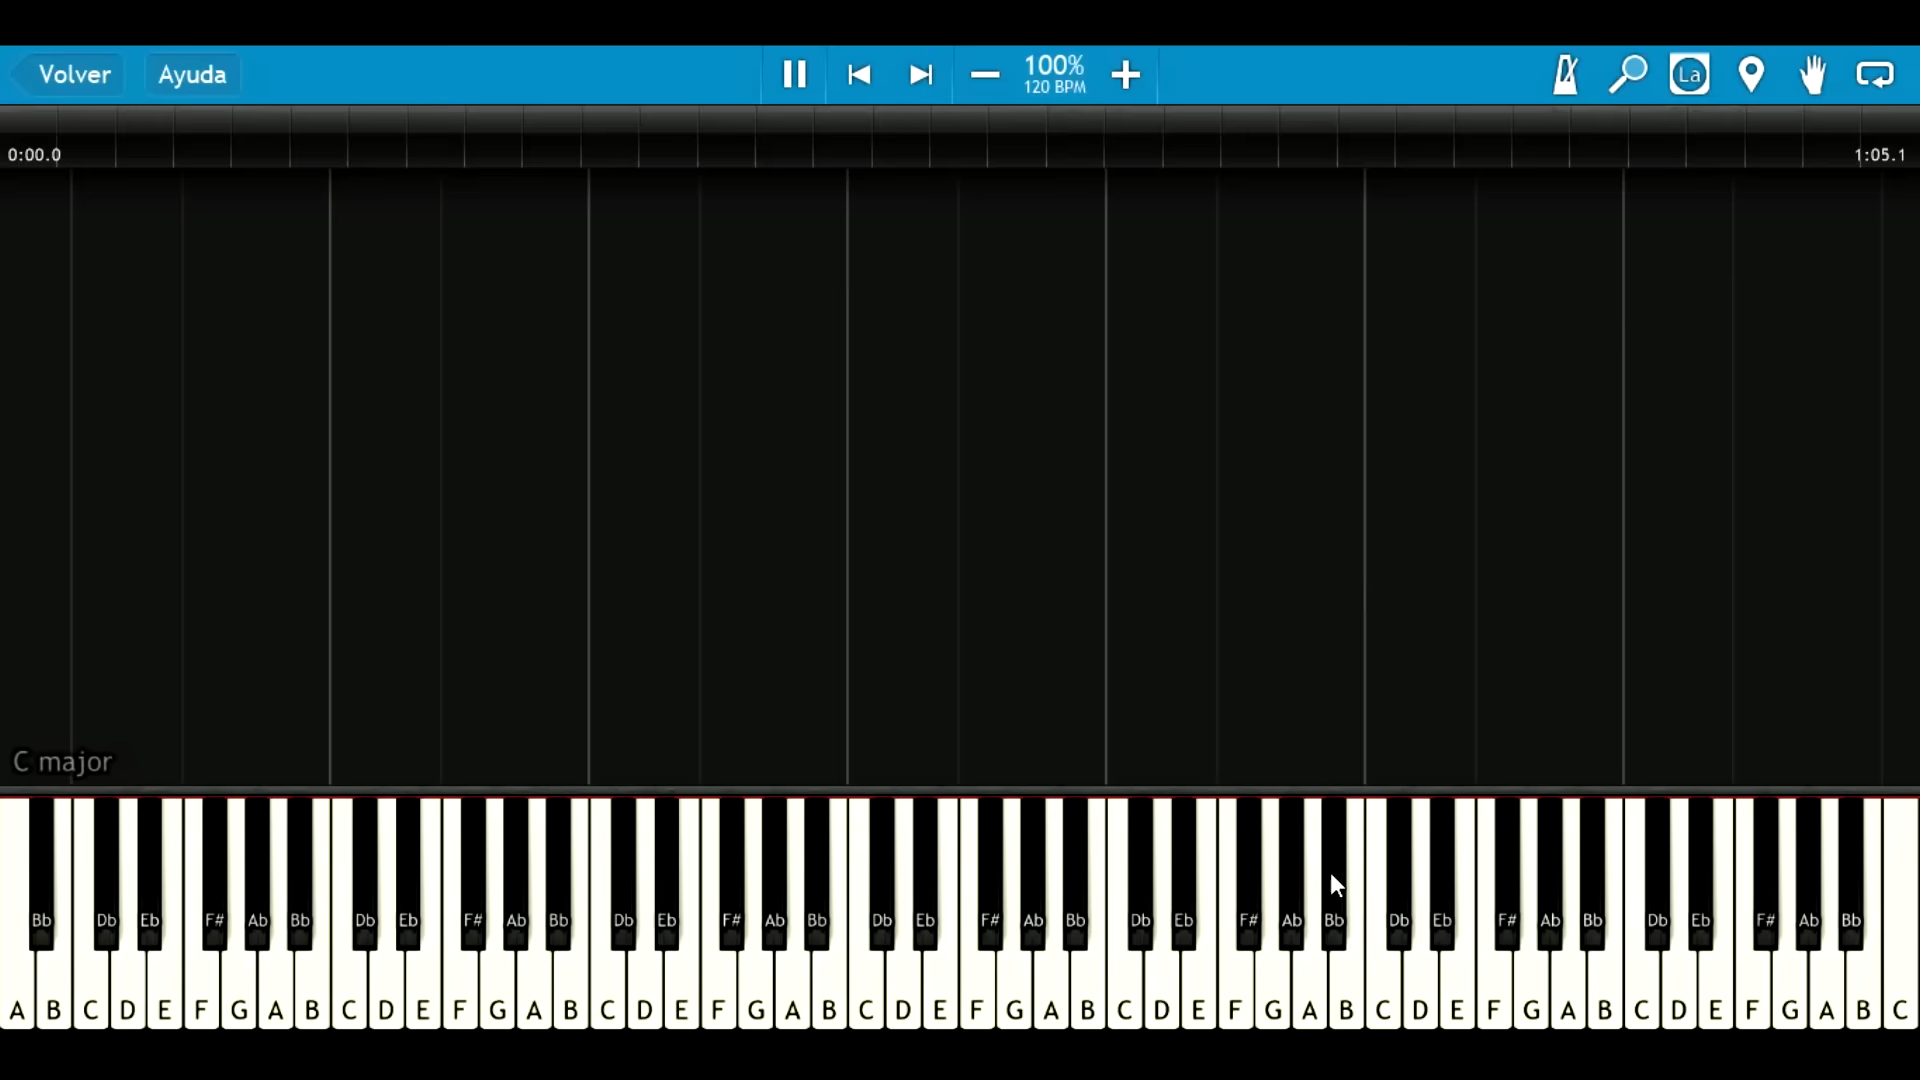 Volver Ayuda 100% La
120 BPM
0:00.0 1:05.1
C major
Bb Db Eb F# Ab Bb Db Eb F# Ab Bb Db Eb F# Ab Bb Db Eb F# Ab Bb Db Eb F# Ab Bb Db Eb F# Ab Bb Db Eb F# Ab Bb
A B C D E F G A B C D E F G A B C D E F G A B C D E F G A B C D E F G A B C D E F G A B C D E F G A B C